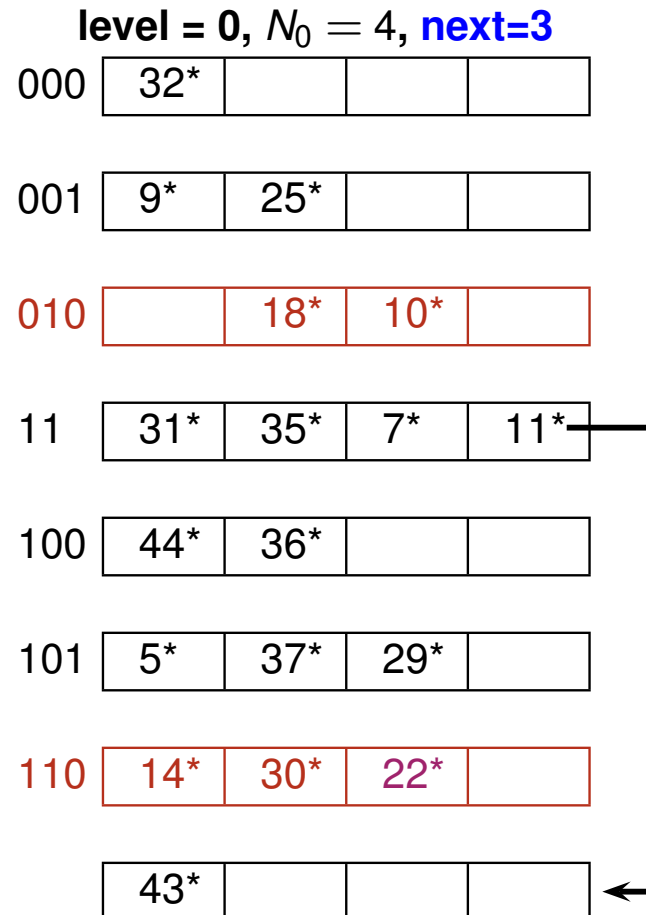 level = 0, N₀ = 4, next=3
000 32*
001 9* 25*
010 18* 10*
11 31* 35* 7* 11*
100 44* 36*
101 5* 37* 29*
110 14* 30* 22*
43*